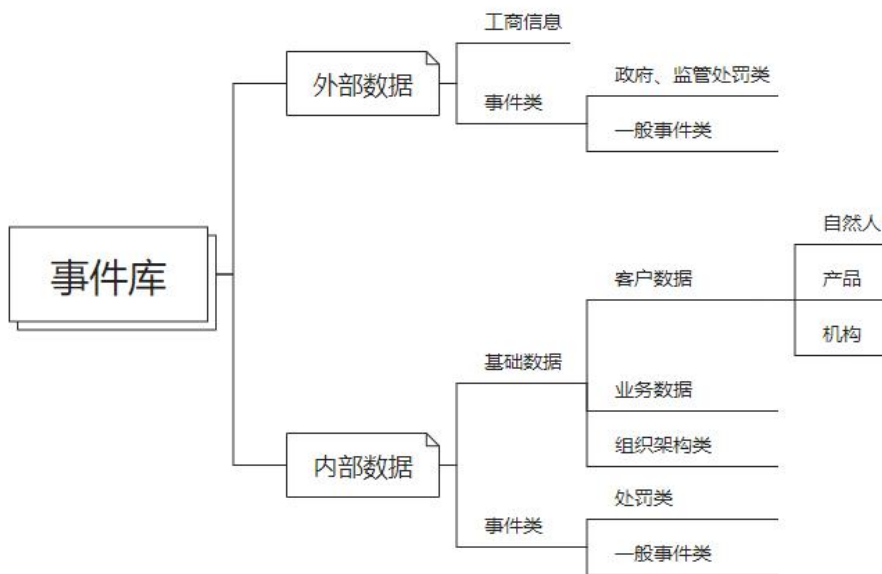 事件库
外部数据
工商信息
事件类
政府、监管处罚类
一般事件类
内部数据
基础数据
客户数据
自然人
产品
机构
业务数据
组织架构类
事件类
处罚类
一般事件类